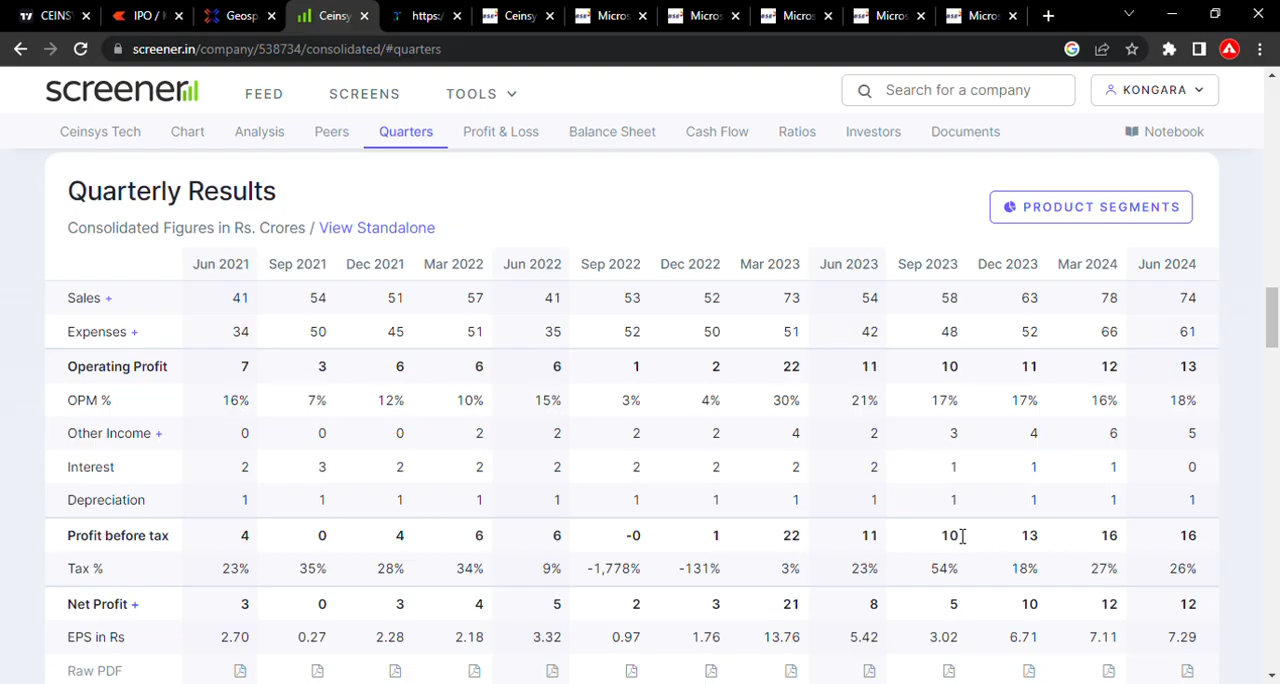 CEINS IPO / Geosp Ceinsy https: Ceinsy Micros Micros Micros Micros Micros
screener.in/company/538734/consolidated/#quarters
screener FEED SCREENS TOOLS Search for a company KONGARA
Ceinsys Tech Chart Analysis Peers Quarters Profit & Loss Balance Sheet Cash Flow Ratios Investors Documents Notebook
Quarterly Results
PRODUCT SEGMENTS
Consolidated Figures in Rs. Crores / View Standalone
Jun 2021 Sep 2021 Dec 2021 Mar 2022 Jun 2022 Sep 2022 Dec 2022 Mar 2023 Jun 2023 Sep 2023 Dec 2023 Mar 2024 Jun 2024
Sales + 41 54 51 57 41 53 52 73 54 58 63 78 74
Expenses + 34 50 45 51 35 52 50 51 42 48 52 66 61
Operating Profit 7 3 6 6 6 1 2 22 11 10 11 12 13
OPM % 16% 7% 12% 10% 15% 3% 4% 30% 21% 17% 17% 16% 18%
Other Income + 0 0 0 2 2 2 2 4 2 3 4 6 5
Interest 2 3 2 2 2 2 2 2 2 1 1 1 0
Depreciation 1 1 1 1 1 1 1 1 1 1 1 1 1
Profit before tax 4 0 4 6 6 -0 1 22 11 10 13 16 16
Tax % 23% 35% 28% 34% 9% -1,778% -131% 3% 23% 54% 18% 27% 26%
Net Profit + 3 0 3 4 5 2 3 21 8 5 10 12 12
EPS in Rs 2.70 0.27 2.28 2.18 3.32 0.97 1.76 13.76 5.42 3.02 6.71 7.11 7.29
Raw PDF